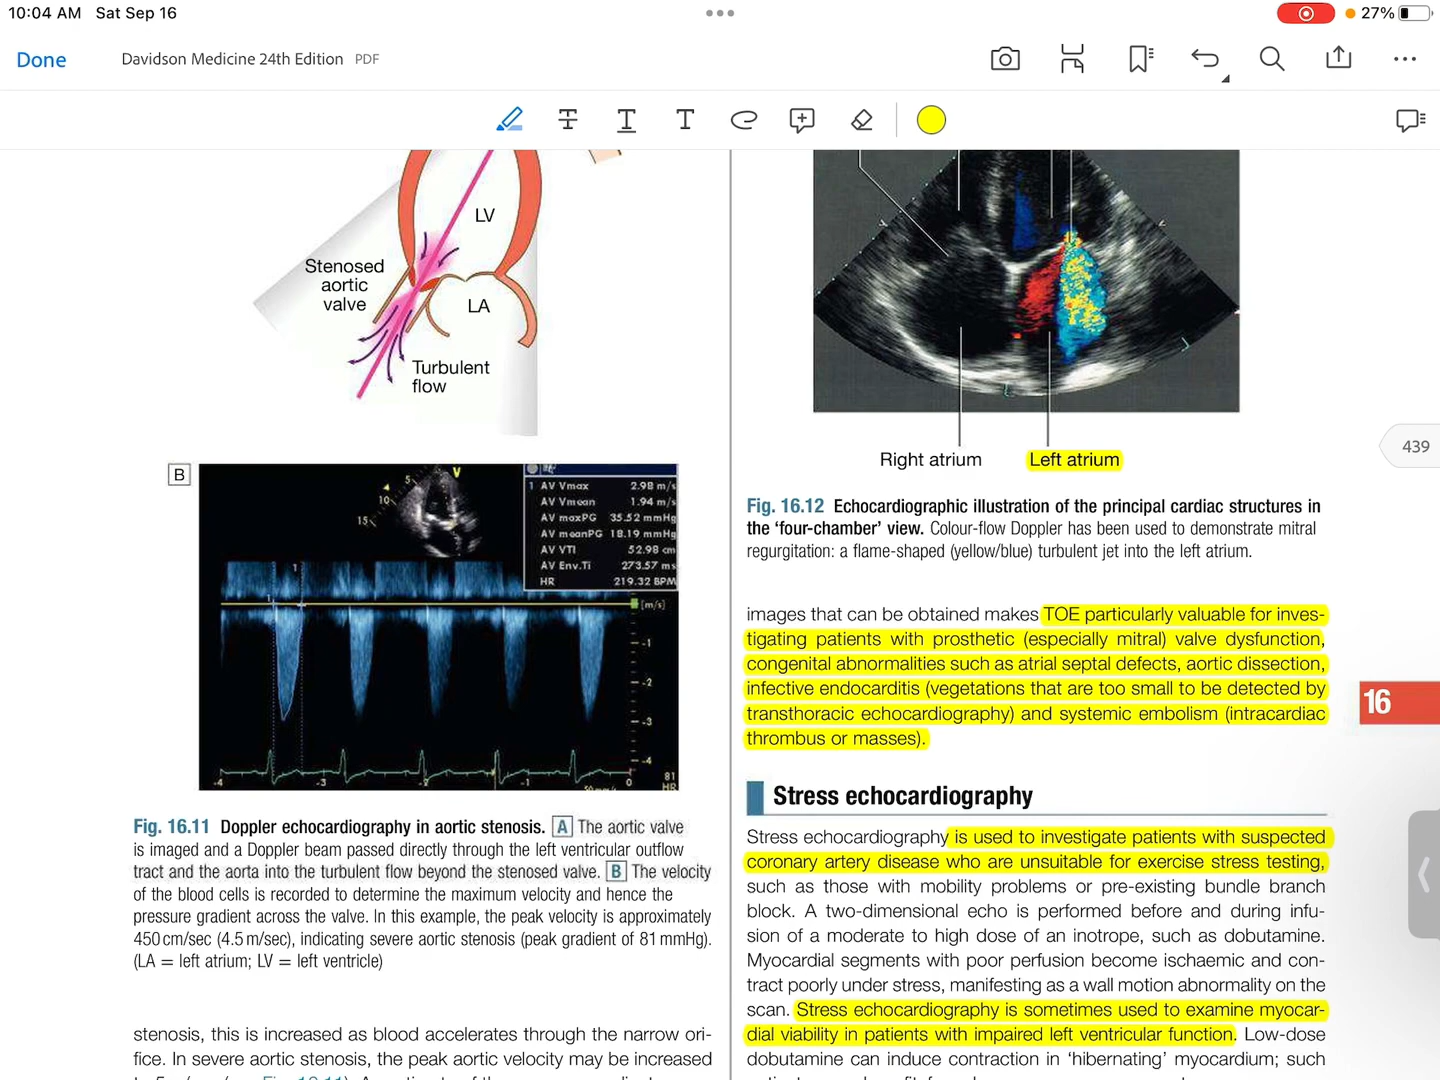 10:04 AM Sat Sep 16
27%
Done
Davidson Medicine 24th Edition PDF
LV
Stenosed
aortic
valve
LA
Turbulent
flow
B
V
5
10
15
1 AV Vmax 2.98 m/s
AV Vmean 1.94 m/s
AV maxPG 35.52 mmHg
AV meanPG 18.19 mmHg
AV VTI 52.98 cm
AV Env.Ti 273.57 ms
HR 219.32 BPM
1
1
[m/s]
-1
-2
-3
-4
-4 -3 -2 -1 0
81
HR
Fig. 16.11 Doppler echocardiography in aortic stenosis. A The aortic valve
is imaged and a Doppler beam passed directly through the left ventricular outflow
tract and the aorta into the turbulent flow beyond the stenosed valve. B The velocity
of the blood cells is recorded to determine the maximum velocity and hence the
pressure gradient across the valve. In this example, the peak velocity is approximately
450 cm/sec (4.5 m/sec), indicating severe aortic stenosis (peak gradient of 81 mmHg).
(LA = left atrium; LV = left ventricle)
stenosis, this is increased as blood accelerates through the narrow ori-
fice. In severe aortic stenosis, the peak aortic velocity may be increased
Right atrium Left atrium
Fig. 16.12 Echocardiographic illustration of the principal cardiac structures in
the ‘four-chamber’ view. Colour-flow Doppler has been used to demonstrate mitral
regurgitation: a flame-shaped (yellow/blue) turbulent jet into the left atrium.
images that can be obtained makes TOE particularly valuable for inves-
tigating patients with prosthetic (especially mitral) valve dysfunction,
congenital abnormalities such as atrial septal defects, aortic dissection,
infective endocarditis (vegetations that are too small to be detected by
transthoracic echocardiography) and systemic embolism (intracardiac
thrombus or masses).
Stress echocardiography
Stress echocardiography is used to investigate patients with suspected
coronary artery disease who are unsuitable for exercise stress testing,
such as those with mobility problems or pre-existing bundle branch
block. A two-dimensional echo is performed before and during infu-
sion of a moderate to high dose of an inotrope, such as dobutamine.
Myocardial segments with poor perfusion become ischaemic and con-
tract poorly under stress, manifesting as a wall motion abnormality on the
scan. Stress echocardiography is sometimes used to examine myocar-
dial viability in patients with impaired left ventricular function. Low-dose
dobutamine can induce contraction in ‘hibernating’ myocardium; such
439
16